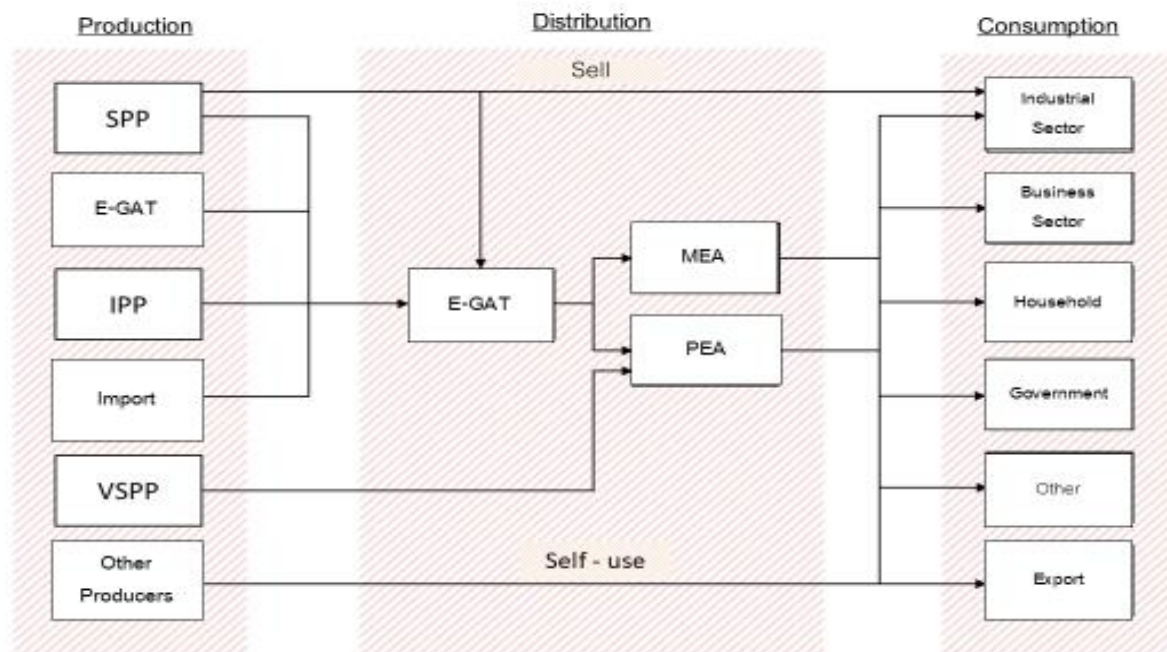 Production
Distribution
Consumption
Sell
SPP
Industrial
Sector
E-GAT
Business
Sector
MEA
IPP
E-GAT
Household
PEA
Import
Government
VSPP
Other
Other
Producers
Self - use
Export